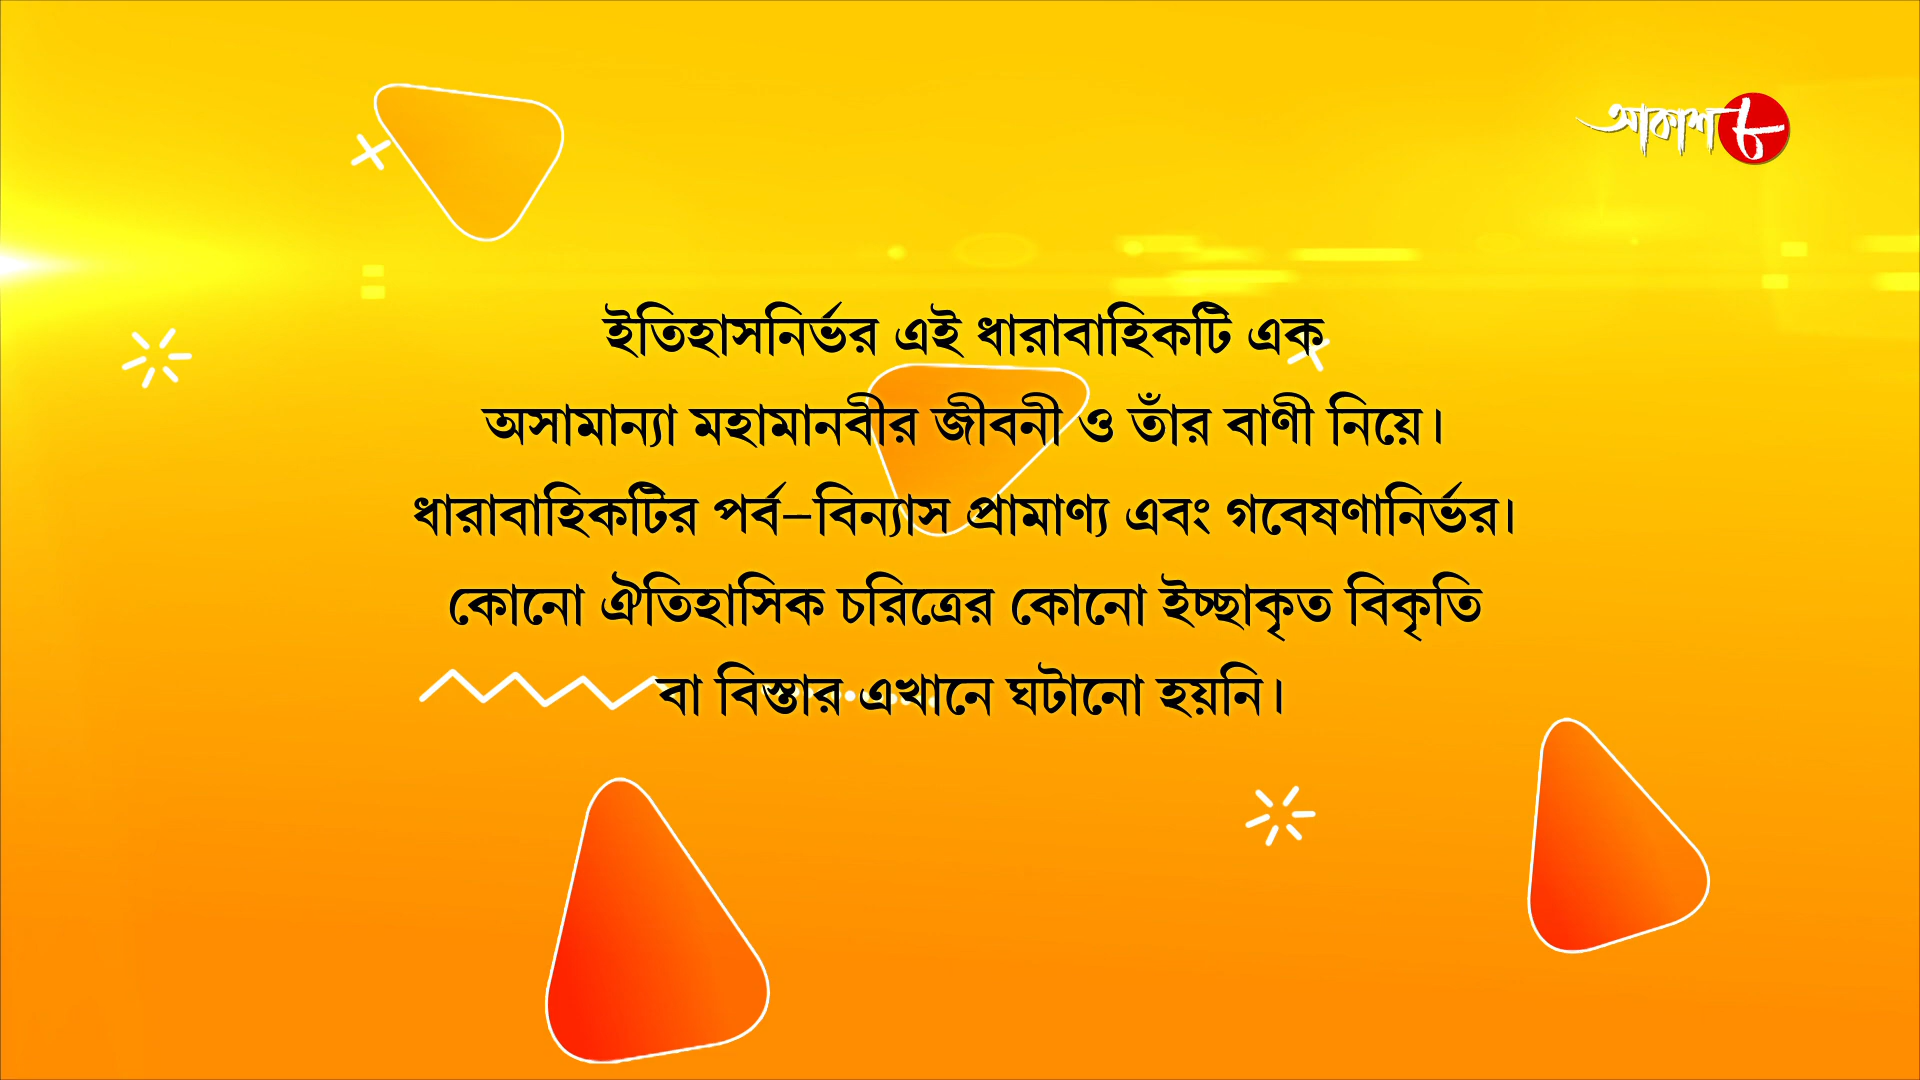 আকাশ ৮
ইতিহাসনির্ভর এই ধারাবাহিকটি এক
অসামান্যা মহামানবীর জীবনী ও তাঁর বাণী নিয়ে।
ধারাবাহিকটির পর্ব–বিন্যাস প্রামাণ্য এবং গবেষণানির্ভর।
কোনো ঐতিহাসিক চরিত্রের কোনো ইচ্ছাকৃত বিকৃতি
বা বিস্তার এখানে ঘটানো হয়নি।